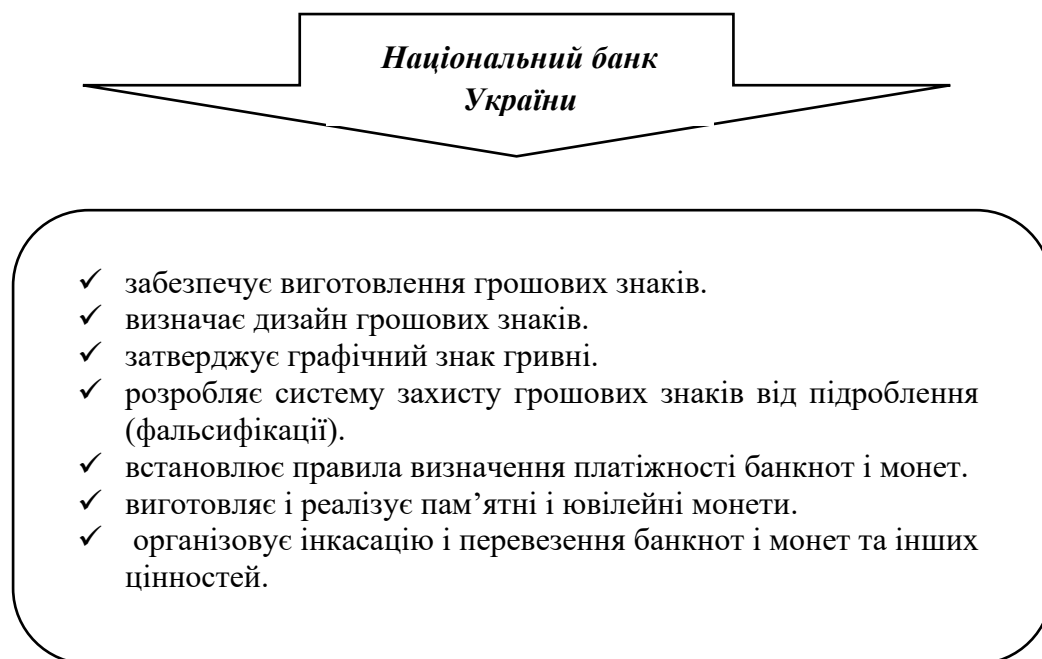 Національний банк
України
✓ забезпечує виготовлення грошових знаків.
✓ визначає дизайн грошових знаків.
✓ затверджує графічний знак гривні.
✓ розробляє систему захисту грошових знаків від підроблення
(фальсифікації).
✓ встановлює правила визначення платіжності банкнот і монет.
✓ виготовляє і реалізує пам’ятні і ювілейні монети.
✓ організовує інкасацію і перевезення банкнот і монет та інших
цінностей.